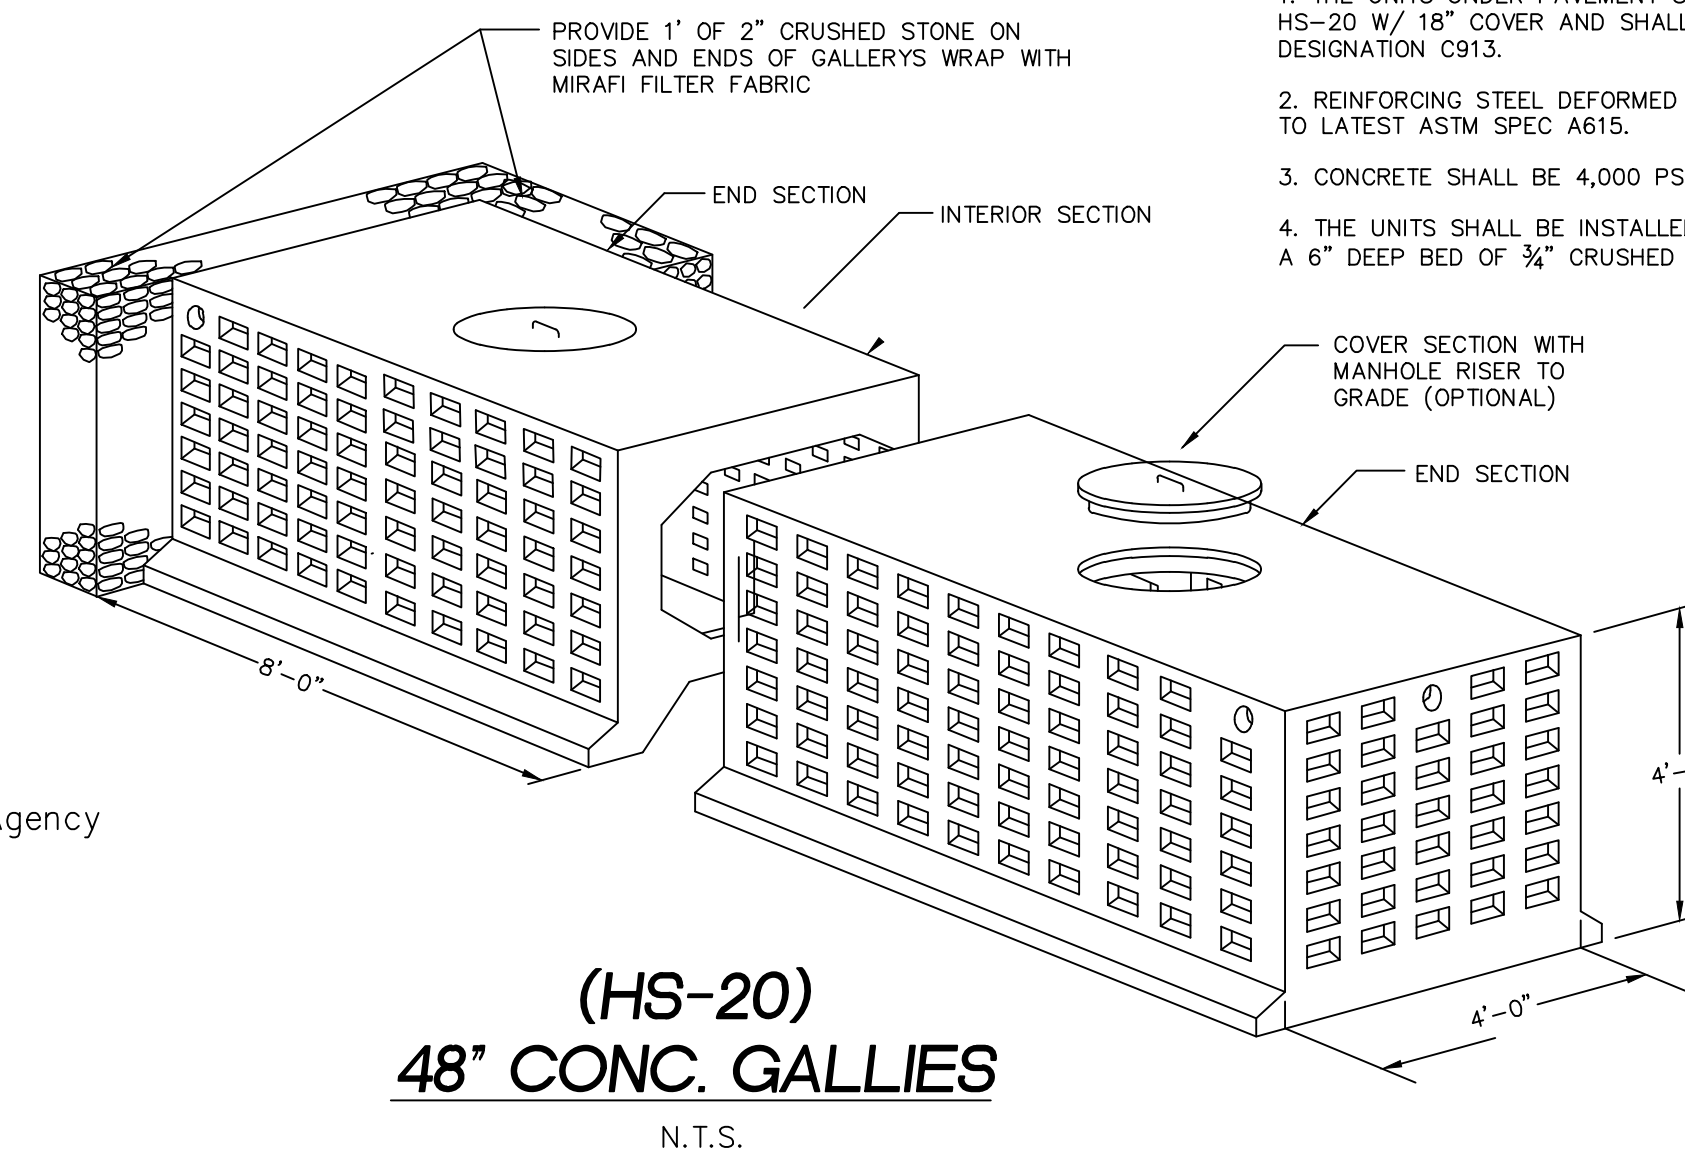 PROVIDE 1' OF 2" CRUSHED STONE ON
SIDES AND ENDS OF GALLERYS WRAP WITH
MIRAFI FILTER FABRIC
HS-20 W/ 18" COVER AND SHALL
DESIGNATION C913.
2. REINFORCING STEEL DEFORMED
TO LATEST ASTM SPEC A615.
3. CONCRETE SHALL BE 4,000 PS
4. THE UNITS SHALL BE INSTALLE
A 6" DEEP BED OF ¾" CRUSHED
END SECTION
INTERIOR SECTION
COVER SECTION WITH
MANHOLE RISER TO
GRADE (OPTIONAL)
END SECTION
8'-0"
4'-
4'-0"
Agency
(HS-20)
48" CONC. GALLIES
N.T.S.